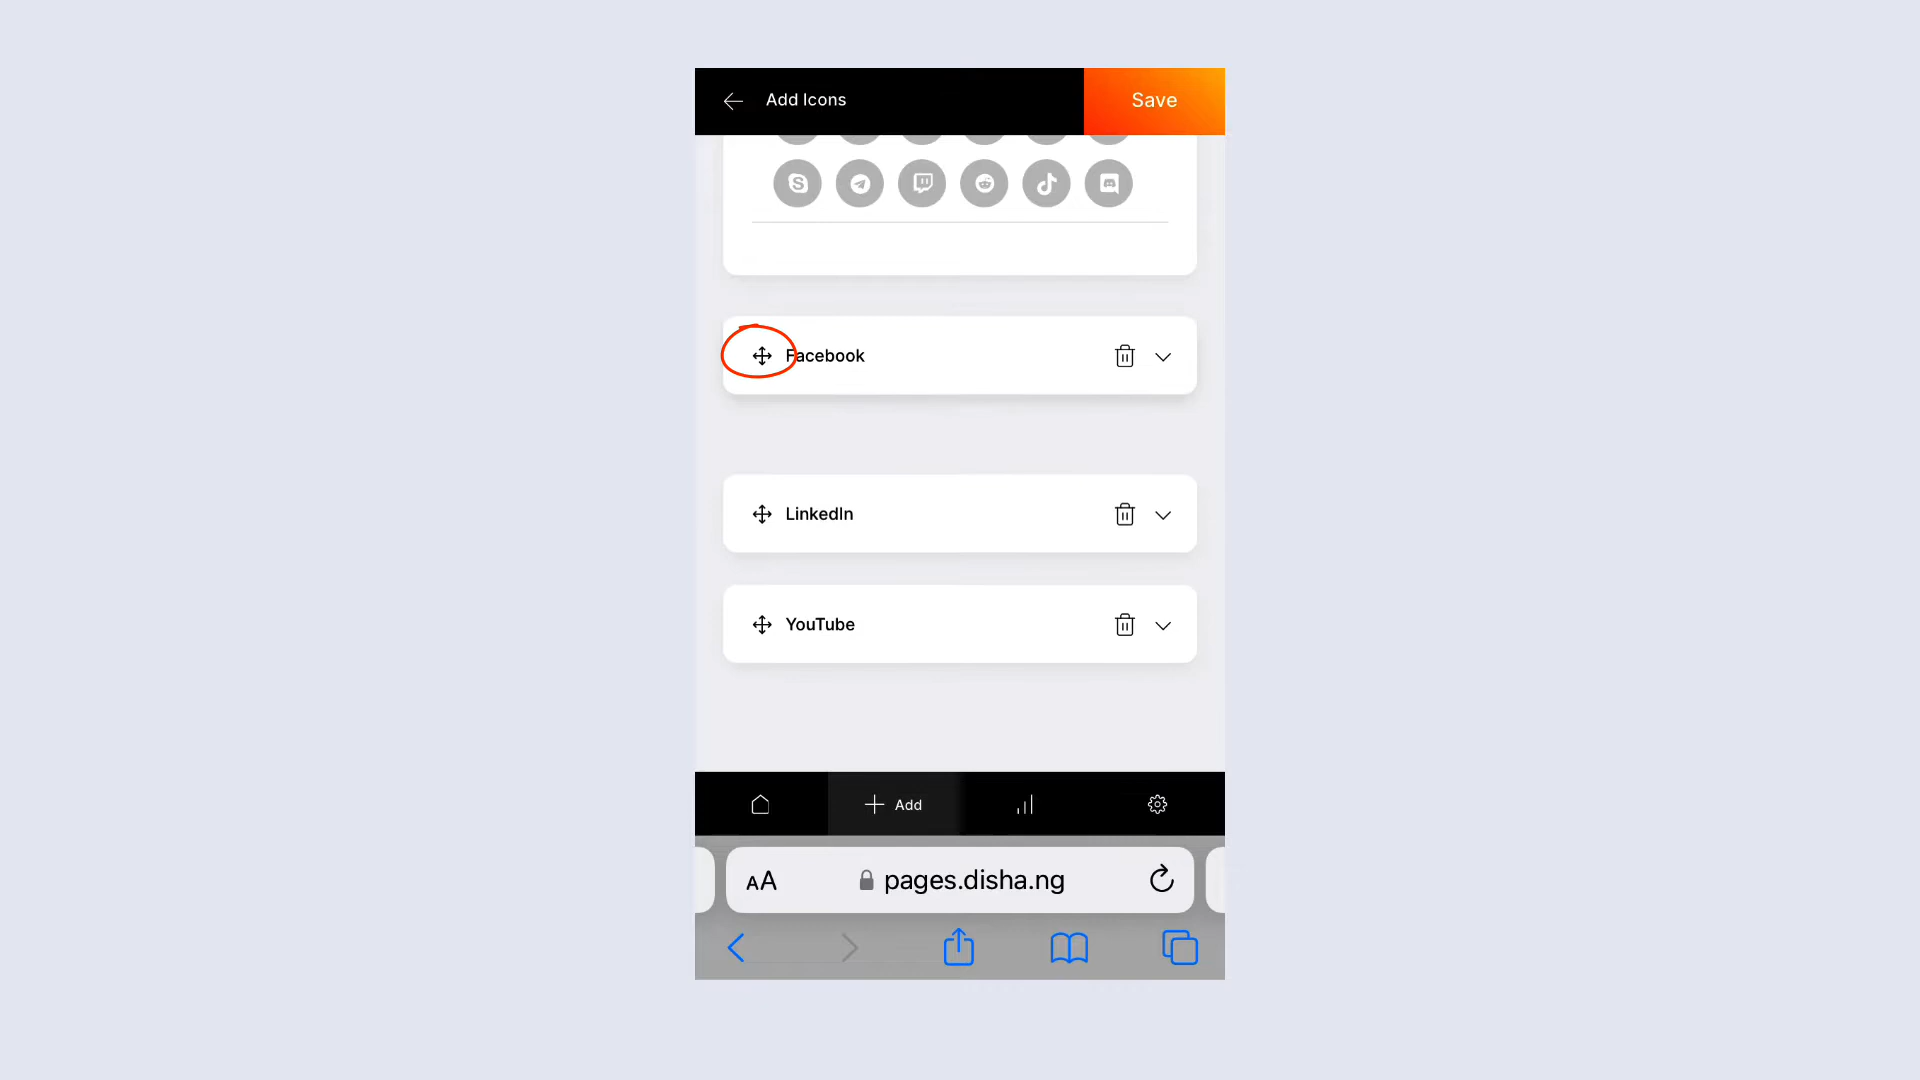 Add Icons
Save
Facebook
LinkedIn
YouTube
Add
AA
pages.disha.ng